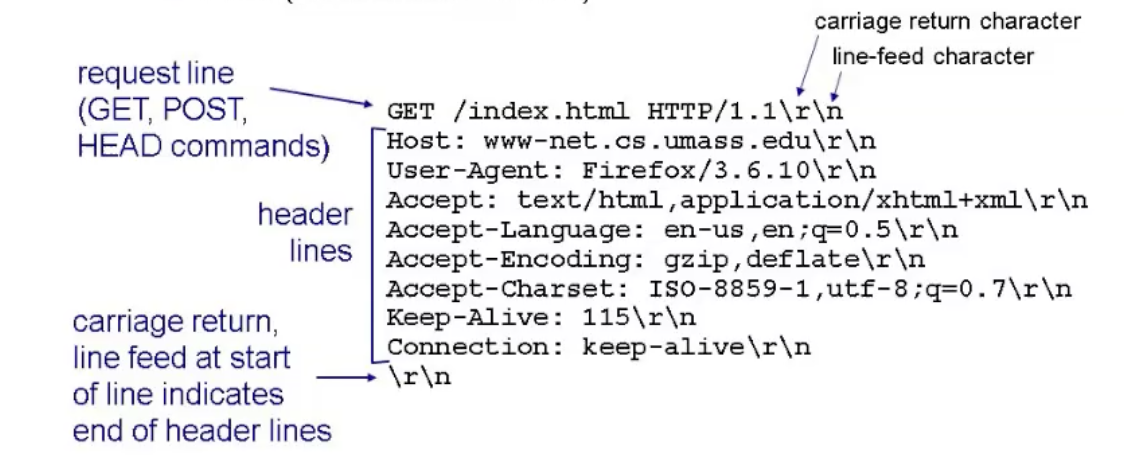 carriage return character
line-feed character
request line
(GET, POST,
HEAD commands)
GET /index.html HTTP/1.1\r\n
Host: www-net.cs.umass.edu\r\n
User-Agent: Firefox/3.6.10\r\n
Accept: text/html,application/xhtml+xml\r\n
Accept-Language: en-us,en;q=0.5\r\n
Accept-Encoding: gzip,deflate\r\n
Accept-Charset: ISO-8859-1,utf-8;q=0.7\r\n
Keep-Alive: 115\r\n
Connection: keep-alive\r\n
\r\n
header
lines
carriage return,
line feed at start
of line indicates
end of header lines